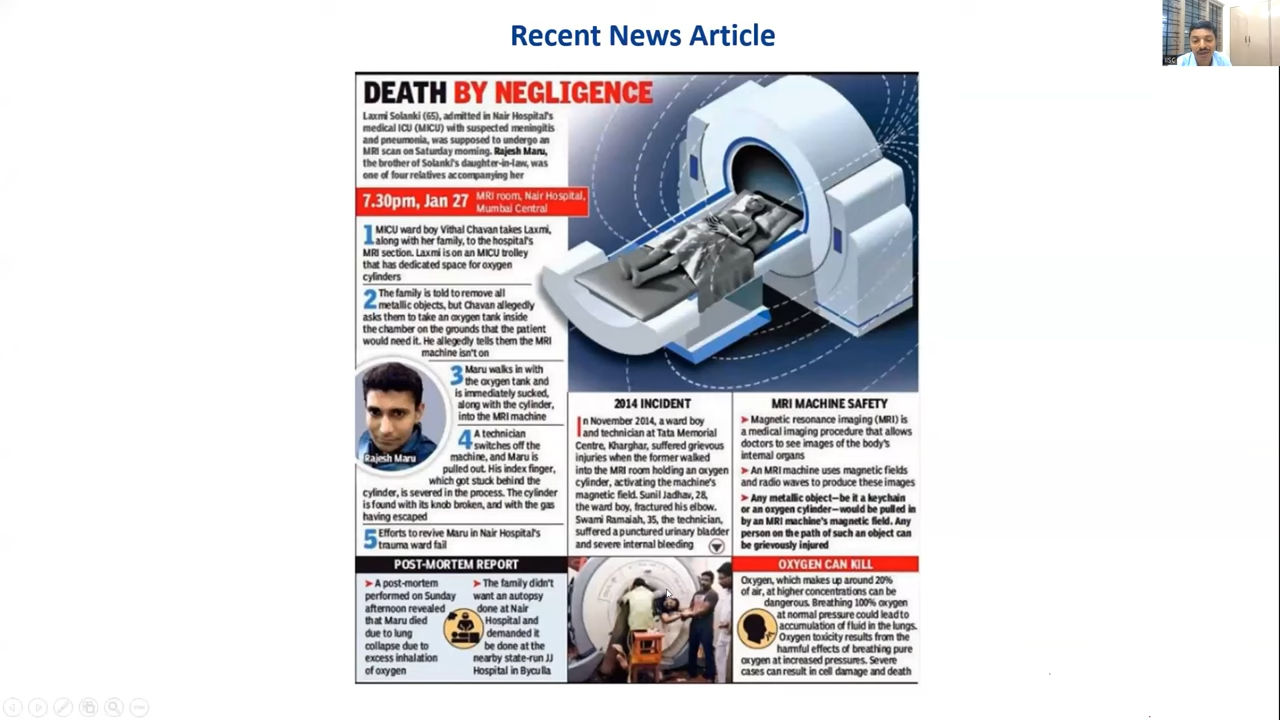 Recent News Article
IISC
DEATH BY NEGLIGENCE
Laxmi Solanki (65), admitted in Nair Hospital's
medical ICU (MICU) with suspected meningitis
and pneumonia, was supposed to undergo an
MRI scan on Saturday morning. Rajesh Maru,
the brother of Solanki's daughter-in-law, was
one of four relatives accompanying her
7.30pm, Jan 27
MRI room, Nair Hospital,
Mumbai Central
1 MICU ward boy Vithal Chavan takes Laxmi,
along with her family, to the hospital's
MRI section. Laxmi is on an MICU trolley
that has dedicated space for oxygen
cylinders
2 The family is told to remove all
metallic objects, but Chavan allegedly
asks them to take an oxygen tank inside
the chamber on the grounds that the patient
would need it. He allegedly tells them the MRI
machine isn't on
3 Maru walks in with
the oxygen tank and
is immediately sucked,
along with the cylinder,
into the MRI machine
Rajesh Maru
4 A technician
switches off the
machine, and Maru is
pulled out. His index finger,
which got stuck behind the
cylinder, is severed in the process. The cylinder
is found with its knob broken, and with the gas
having escaped
5 Efforts to revive Maru in Nair Hospital's
trauma ward fail
2014 INCIDENT
In November 2014, a ward boy
and technician at Tata Memorial
Centre, Kharghar, suffered grievous
injuries when the former walked
into the MRI room holding an oxygen
cylinder, activating the machine's
magnetic field. Sunil Jadhav, 28,
the ward boy, fractured his elbow.
Swami Ramaiah, 35, the technician,
suffered a punctured urinary bladder
and severe internal bleeding
MRI MACHINE SAFETY
➤ Magnetic resonance imaging (MRI) is
a medical imaging procedure that allows
doctors to see images of the body's
internal organs
➤ An MRI machine uses magnetic fields
and radio waves to produce these images
➤ Any metallic object—be it a keychain
or an oxygen cylinder—would be pulled in
by an MRI machine's magnetic field. Any
person on the path of such an object can
be grievously injured
POST-MORTEM REPORT
➤ A post-mortem
performed on Sunday
afternoon revealed
that Maru died
due to lung
collapse due to
excess inhalation
of oxygen
➤ The family didn't
want an autopsy
done at Nair
Hospital and
demanded it
be done at the
nearby state-run JJ
Hospital in Byculla
OXYGEN CAN KILL
Oxygen, which makes up around 20%
of air, at higher concentrations can be
dangerous. Breathing 100% oxygen
at normal pressure could lead to
accumulation of fluid in the lungs.
Oxygen toxicity results from the
harmful effects of breathing pure
oxygen at increased pressures. Severe
cases can result in cell damage and death